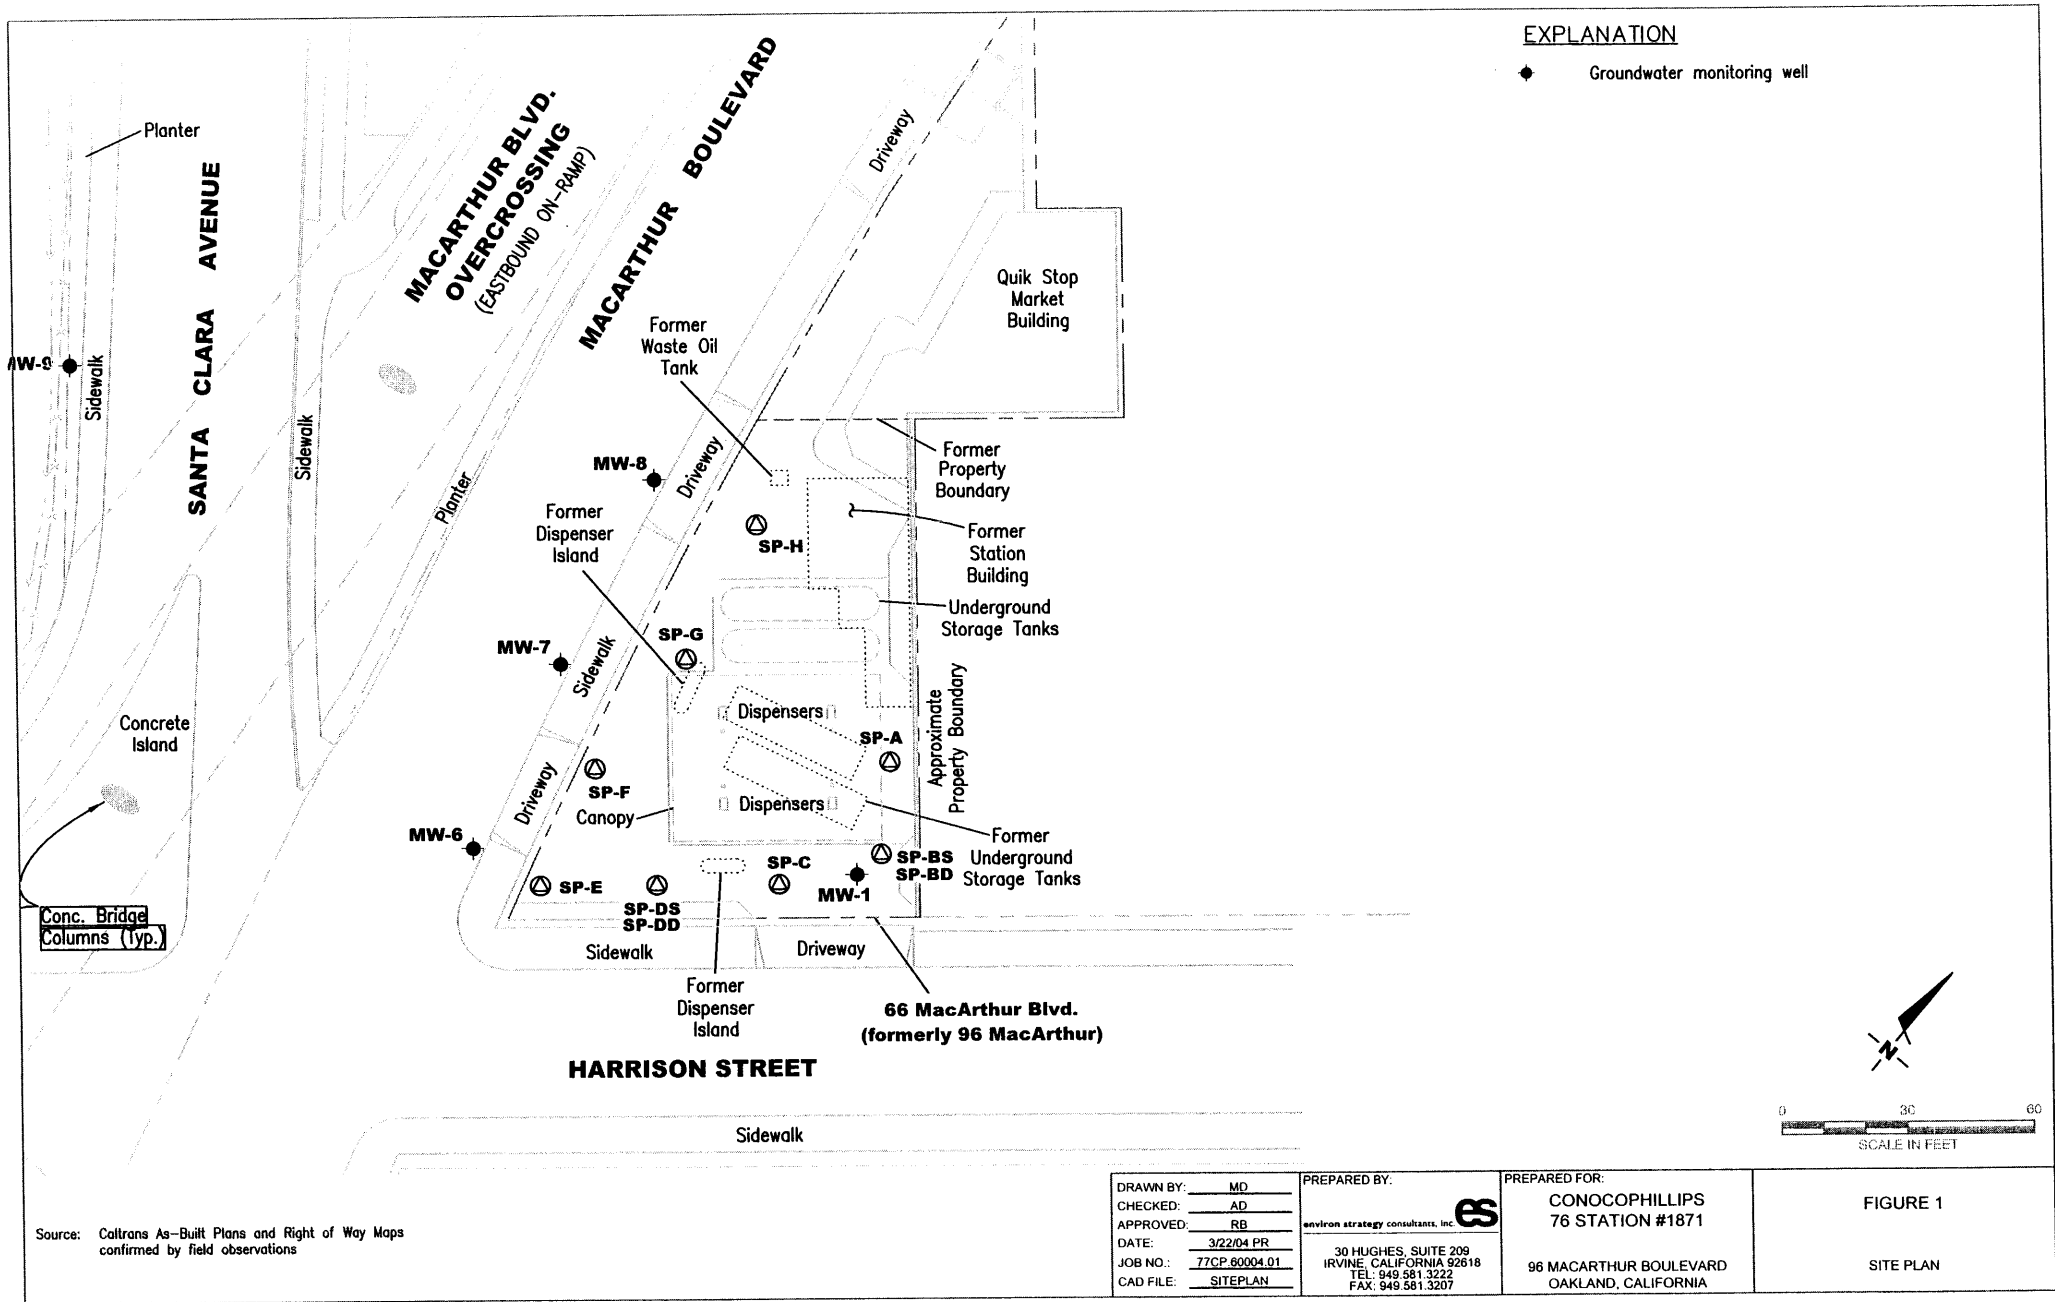 EXPLANATION
Groundwater monitoring well
Planter
SANTA CLARA AVENUE
MACARTHUR BLVD.
OVERCROSSING
(EASTBOUND ON-RAMP)
MACARTHUR BOULEVARD
Driveway
Quik Stop
Market
Building
Former
Waste Oil
Tank
MW-9
Sidewalk
Sidewalk
Planter
MW-8
Driveway
Former
Property
Boundary
Former
Dispenser
Island
SP-H
Former
Station
Building
Underground
Storage Tanks
SP-G
MW-7
Sidewalk
Concrete
Island
Dispensers
SP-A
Approximate
Property Boundary
SP-F
Driveway
Canopy
Dispensers
MW-6
Former
Underground
Storage Tanks
SP-BS
SP-BD
SP-C
MW-1
SP-E
SP-DS
SP-DD
Conc. Bridge
Columns (Typ.)
Sidewalk
Driveway
Former
Dispenser
Island
66 MacArthur Blvd.
(formerly 96 MacArthur)
HARRISON STREET
Sidewalk
N
0 30 60
SCALE IN FEET
Source: Caltrans As-Built Plans and Right of Way Maps
confirmed by field observations
DRAWN BY: MD
CHECKED: AD
APPROVED: RB
DATE: 3/22/04 PR
JOB NO.: 77CP.60004.01
CAD FILE: SITEPLAN
PREPARED BY:
es
environ strategy consultants, inc.
30 HUGHES, SUITE 209
IRVINE, CALIFORNIA 92618
TEL: 949.581.3222
FAX: 949.581.3207
PREPARED FOR:
CONOCOPHILLIPS
76 STATION #1871
96 MACARTHUR BOULEVARD
OAKLAND, CALIFORNIA
FIGURE 1
SITE PLAN